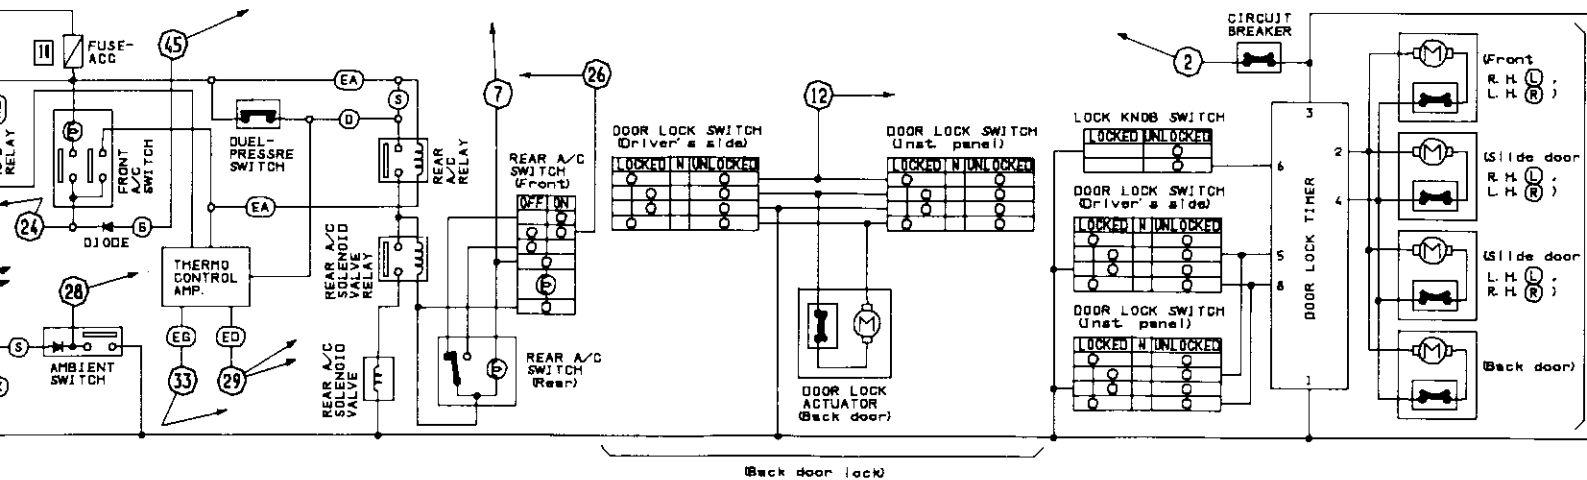 10
FUSE-
ACC
45
EA
S
D
RELAY
FRONT
A/C
SWITCH
DUEL-
PRESSRE
SWITCH
REAR
A/C
RELAY
EA
24
DIODE
G
THERMO
CONTROL
AMP.
REAR A/C
SOLENOID
VALVE
RELAY
28
S
AMBIENT
SWITCH
EG
ED
33
29
REAR A/C
SOLENOID
VALVE
7
26
REAR A/C
SWITCH
(Front)
OFF ON
REAR A/C
SWITCH
(Rear)
DOOR LOCK SWITCH
(Driver's side)
LOCKED N UNLOCKED
12
DOOR LOCK SWITCH
(Inst. panel)
LOCKED N UNLOCKED
DOOR LOCK
ACTUATOR
(Back door)
(Back door lock)
2
CIRCUIT
BREAKER
LOCK KNOB SWITCH
LOCKED UNLOCKED
DOOR LOCK SWITCH
(Driver's side)
LOCKED N UNLOCKED
DOOR LOCK SWITCH
(Inst. panel)
LOCKED N UNLOCKED
3
6
2
4
5
8
1
DOOR LOCK TIMER
M
(Front
R.H. (L),
L.H. (R))
M
(Slide door
R.H. (L),
L.H. (R))
M
(Slide door
L.H. (L),
R.H. (R))
M
(Back door)
M